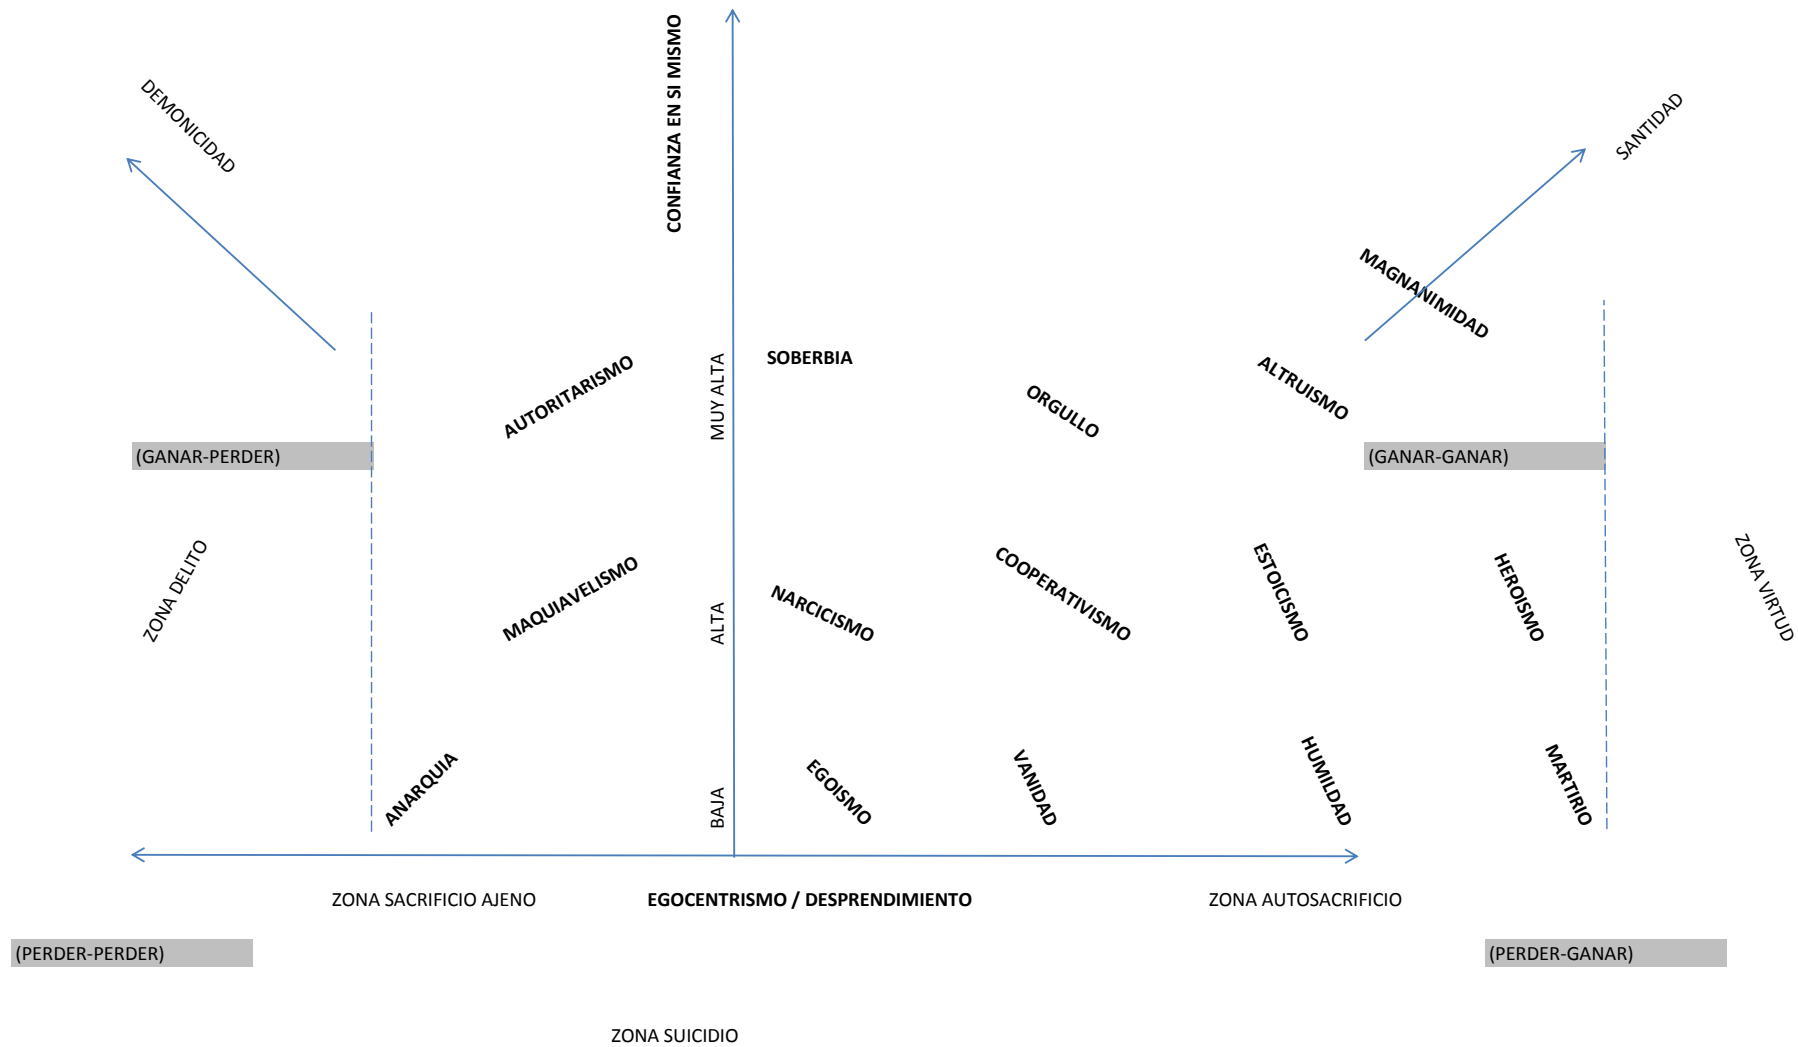 CONFIANZA EN SI MISMO
DEMONICIDAD
SANTIDAD
MAGNANIMIDAD
AUTORITARISMO
MUY ALTA
SOBERBIA
ORGULLO
ALTRUISMO
(GANAR-PERDER)
(GANAR-GANAR)
ZONA DELITO
MAQUIAVELISMO
ALTA
NARCICISMO
COOPERATIVISMO
ESTOICISMO
HEROISMO
ZONA VIRTUD
ANARQUIA
BAJA
EGOISMO
VANIDAD
HUMILDAD
MARTIRIO
ZONA SACRIFICIO AJENO
EGOCENTRISMO / DESPRENDIMIENTO
ZONA AUTOSACRIFICIO
(PERDER-PERDER)
(PERDER-GANAR)
ZONA SUICIDIO